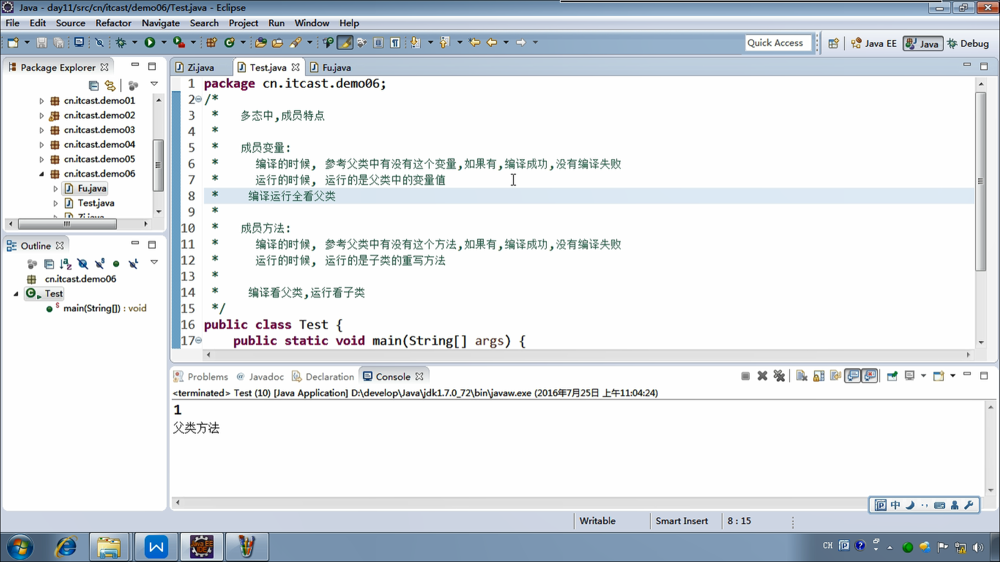 Java - day11/src/cn/itcast/demo06/Test.java - Eclipse
File Edit Source Refactor Navigate Search Project Run Window Help
Quick Access Java EE Java Debug
Package Explorer
cn.itcast.demo01
cn.itcast.demo02
cn.itcast.demo03
cn.itcast.demo04
cn.itcast.demo05
cn.itcast.demo06
Fu.java
Test.java
Zi.java
Outline
cn.itcast.demo06
Test
main(String[]) : void
Zi.java Test.java Fu.java
1 package cn.itcast.demo06;
2 /*
3 * 多态中,成员特点
4 *
5 * 成员变量:
6 * 编译的时候, 参考父类中有没有这个变量,如果有,编译成功,没有编译失败
7 * 运行的时候, 运行的是父类中的变量值
8 * 编译运行全看父类
9 *
10 * 成员方法:
11 * 编译的时候, 参考父类中有没有这个方法,如果有,编译成功,没有编译失败
12 * 运行的时候, 运行的是子类的重写方法
13 *
14 * 编译看父类,运行看子类
15 */
16 public class Test {
17 public static void main(String[] args) {
Problems @ Javadoc Declaration Console
<terminated> Test (10) [Java Application] D:\develop\Java\jdk1.7.0_72\bin\javaw.exe (2016年7月25日 上午11:04:24)
1
父类方法
中
Writable Smart Insert 8 : 15
Java EE
IDE
CH